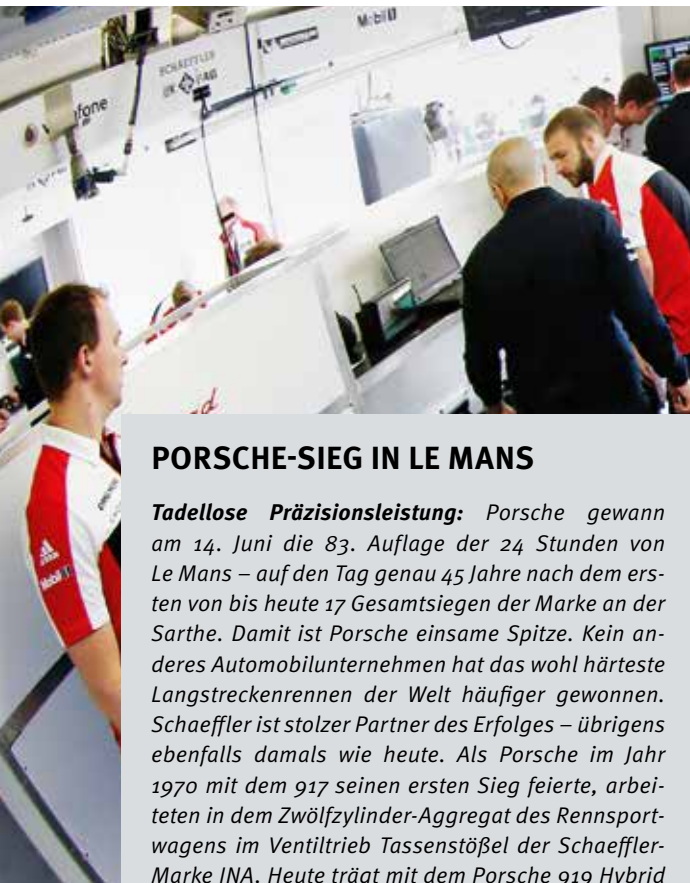 Mobil 1
SCHAEFFLER
FAG
fone
Mobil 1
PORSCHE-SIEG IN LE MANS
Tadellose Präzisionsleistung: Porsche gewann
am 14. Juni die 83. Auflage der 24 Stunden von
Le Mans – auf den Tag genau 45 Jahre nach dem ers-
ten von bis heute 17 Gesamtsiegen der Marke an der
Sarthe. Damit ist Porsche einsame Spitze. Kein an-
deres Automobilunternehmen hat das wohl härteste
Langstreckenrennen der Welt häufiger gewonnen.
Schaeffler ist stolzer Partner des Erfolges – übrigens
ebenfalls damals wie heute. Als Porsche im Jahr
1970 mit dem 917 seinen ersten Sieg feierte, arbei-
teten in dem Zwölfzylinder-Aggregat des Rennsport-
wagens im Ventiltrieb Tassenstößel der Schaeffler-
Marke INA. Heute trägt mit dem Porsche 919 Hybrid